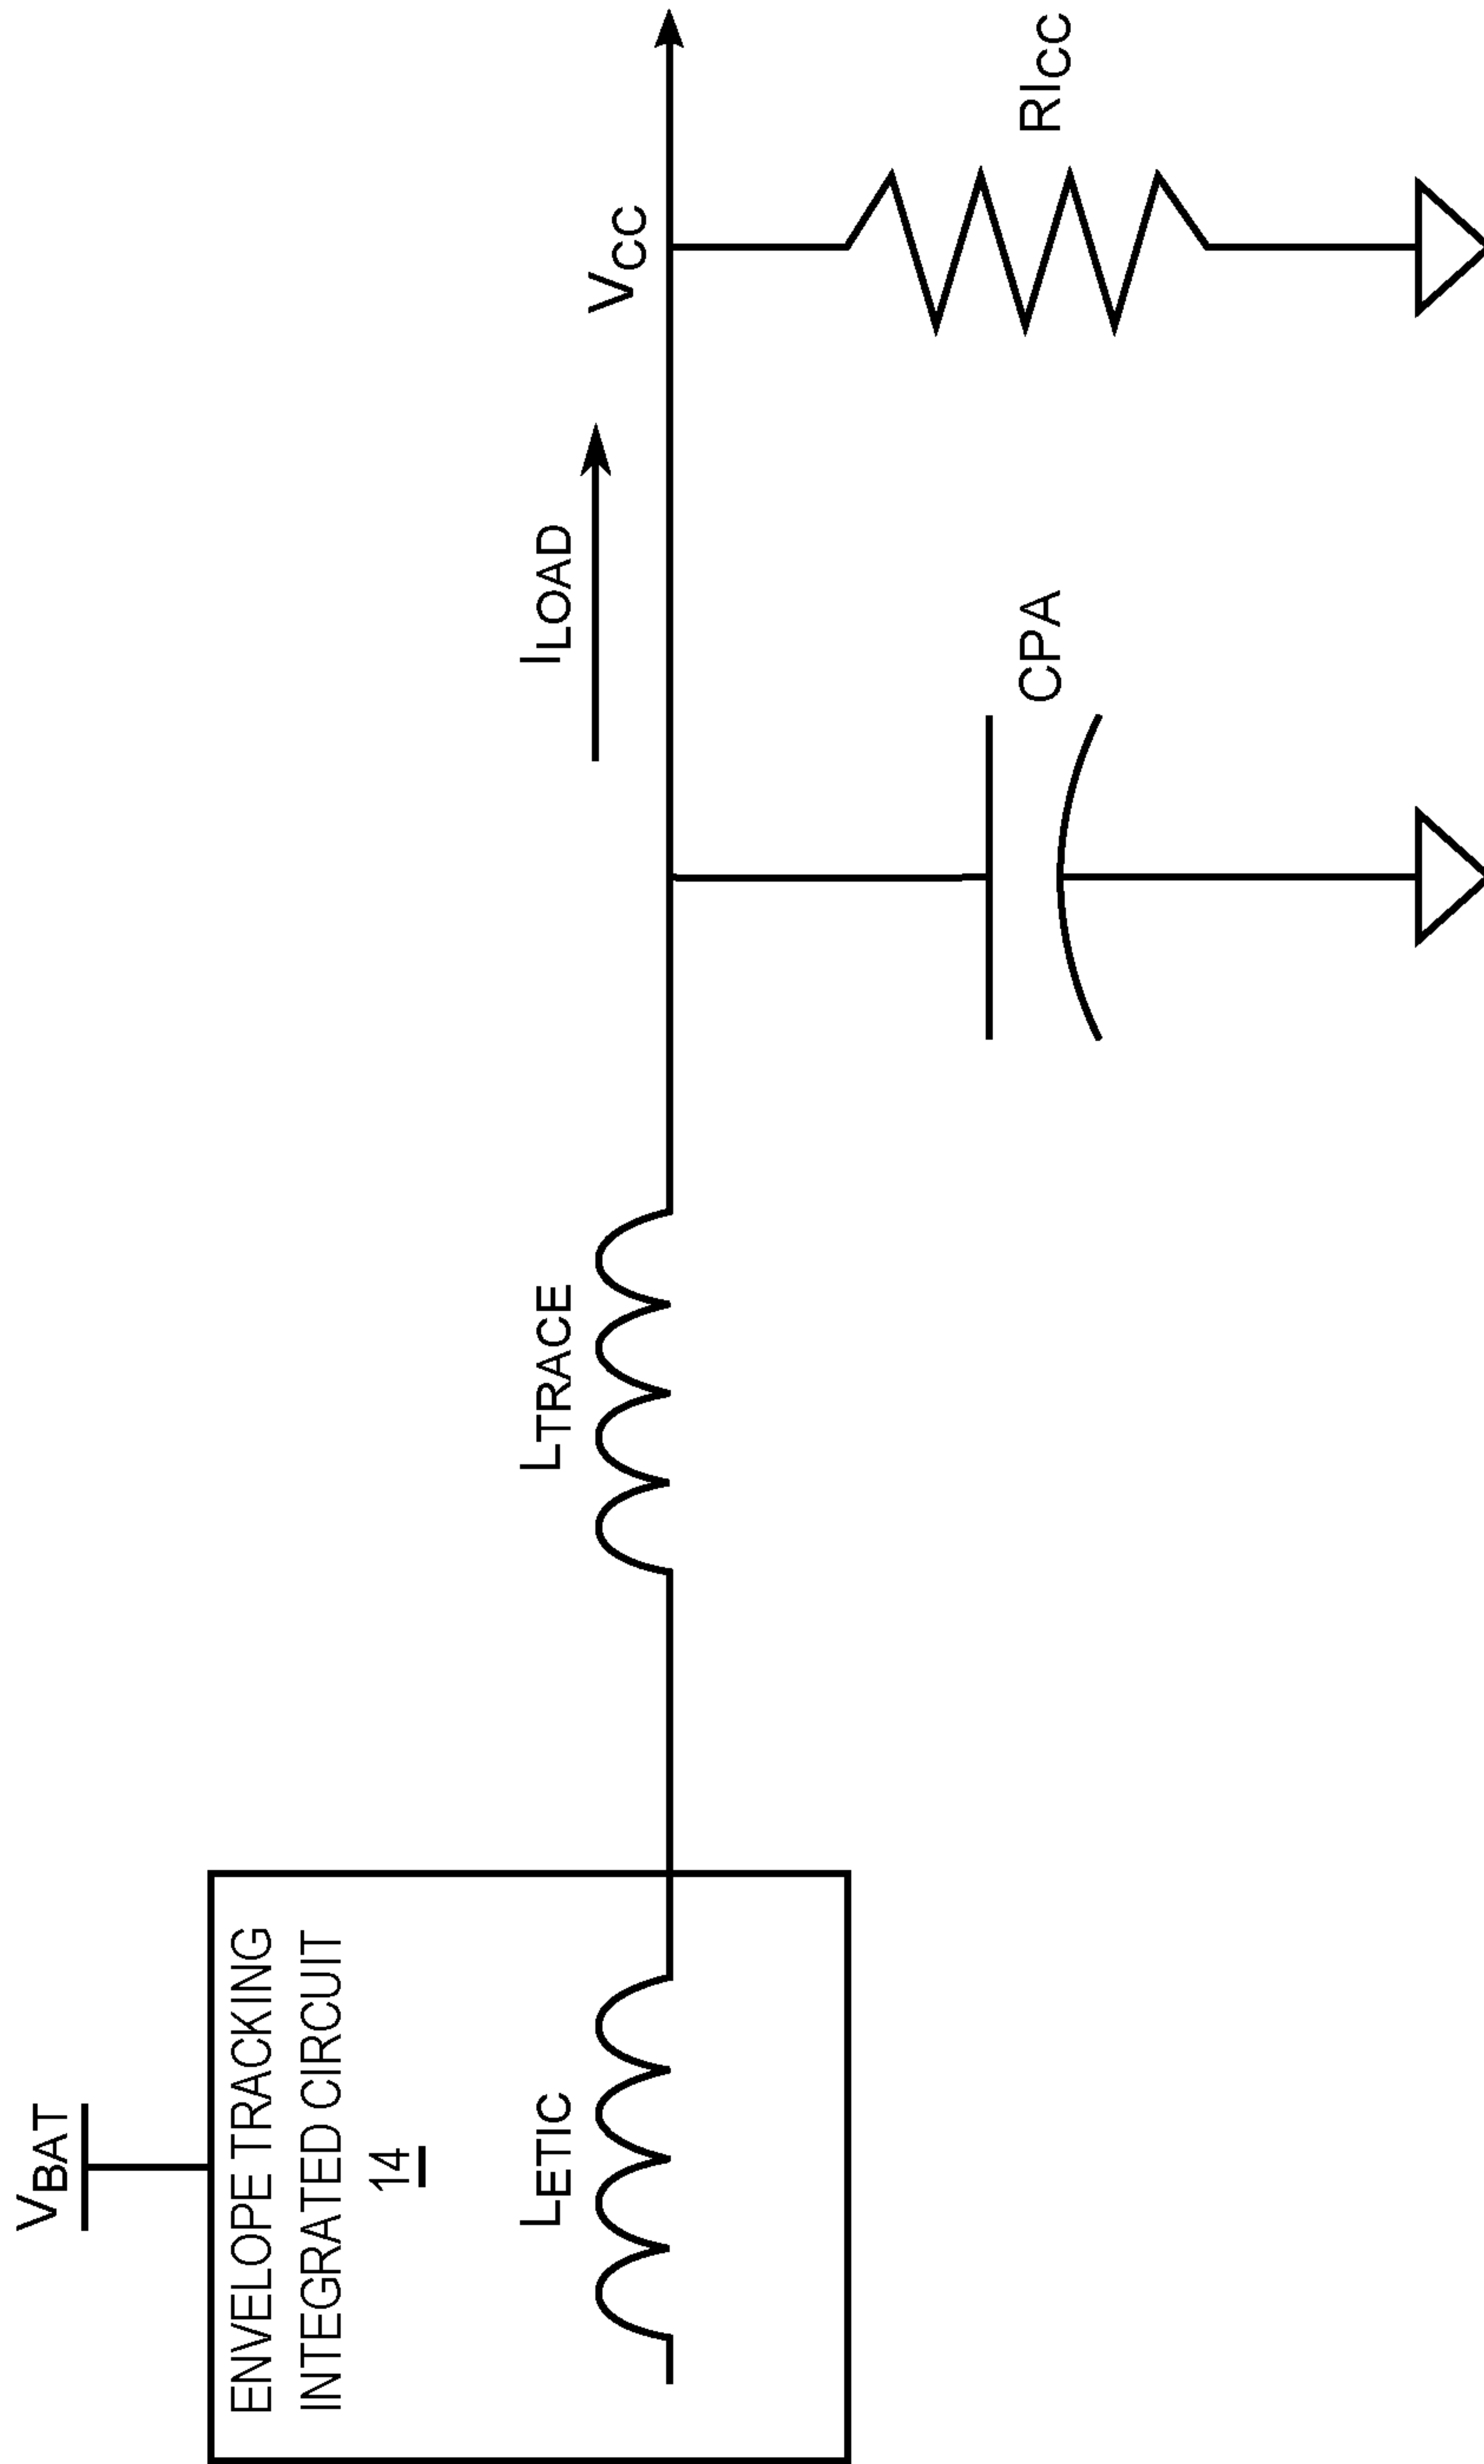 VBAT
ENVELOPE TRACKING
INTEGRATED CIRCUIT
14
LETIC
LTRACE
ILOAD
VCC
CPA
RICC